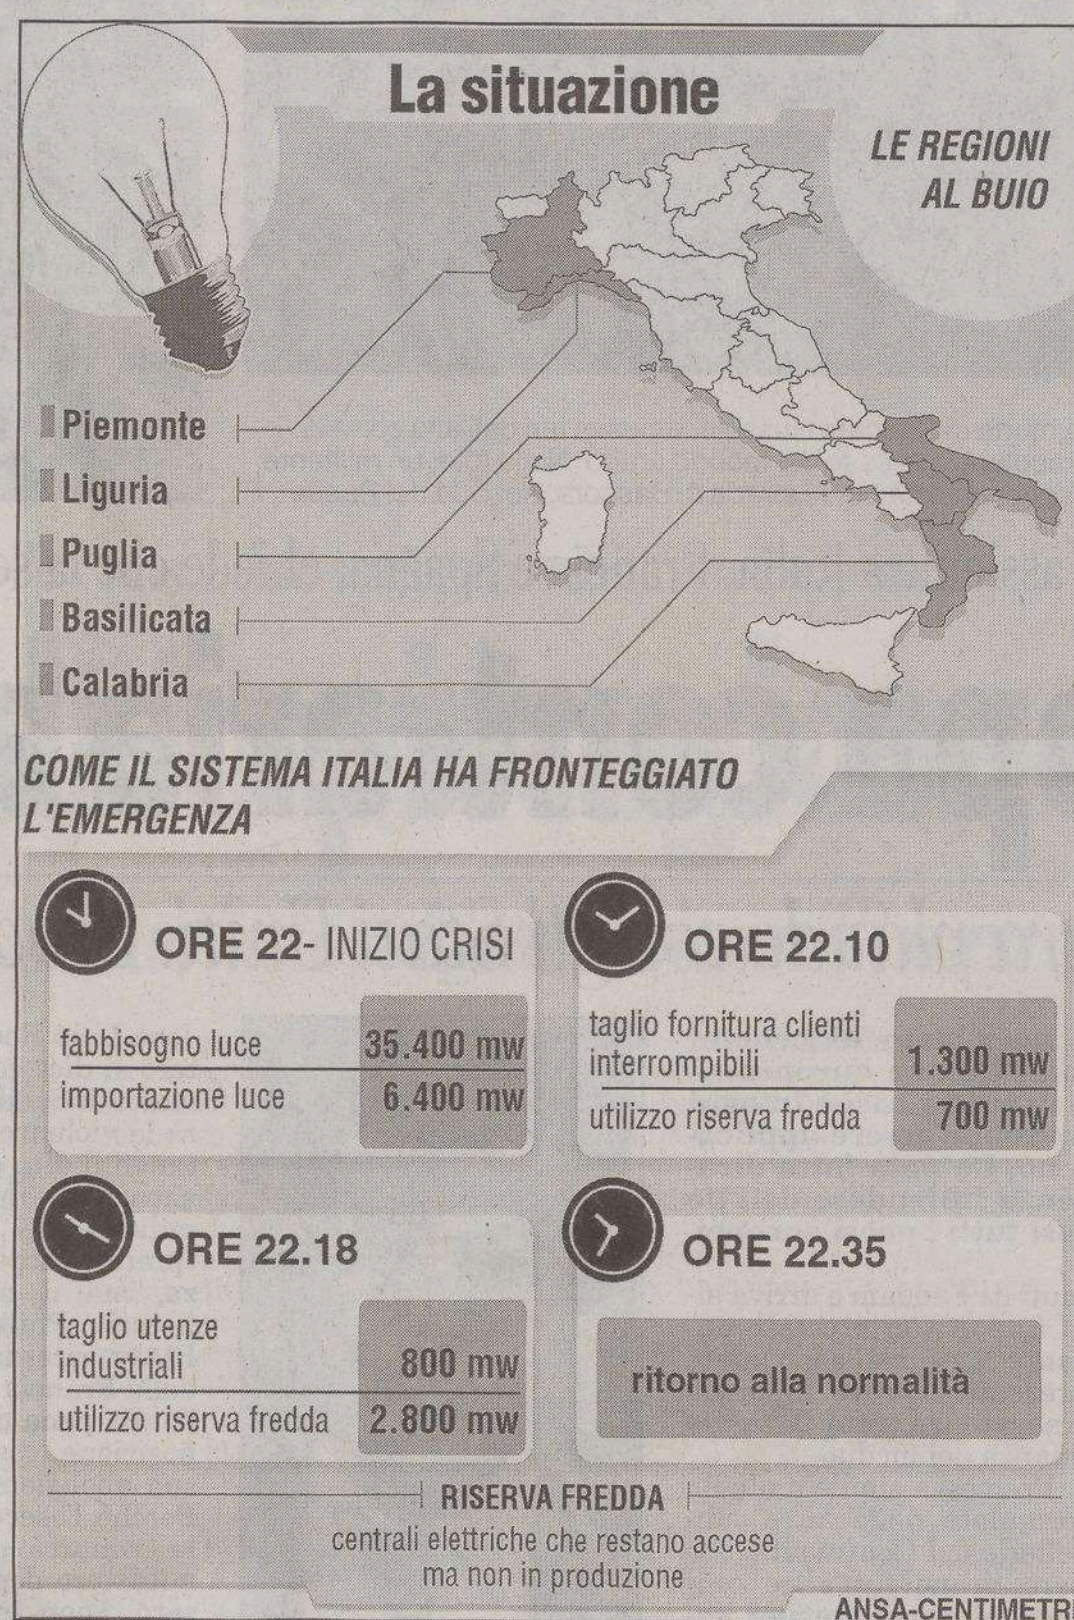 La situazione
LE REGIONI
AL BUIO
Piemonte
Liguria
Puglia
Basilicata
Calabria
COME IL SISTEMA ITALIA HA FRONTEGGIATO
L'EMERGENZA
ORE 22- INIZIO CRISI
fabbisogno luce 35.400 mw
importazione luce 6.400 mw
ORE 22.10
taglio fornitura clienti
interrompibili 1.300 mw
utilizzo riserva fredda 700 mw
ORE 22.18
taglio utenze
industriali 800 mw
utilizzo riserva fredda 2.800 mw
ORE 22.35
ritorno alla normalità
RISERVA FREDDA
centrali elettriche che restano accese
ma non in produzione
ANSA-CENTIMETRI